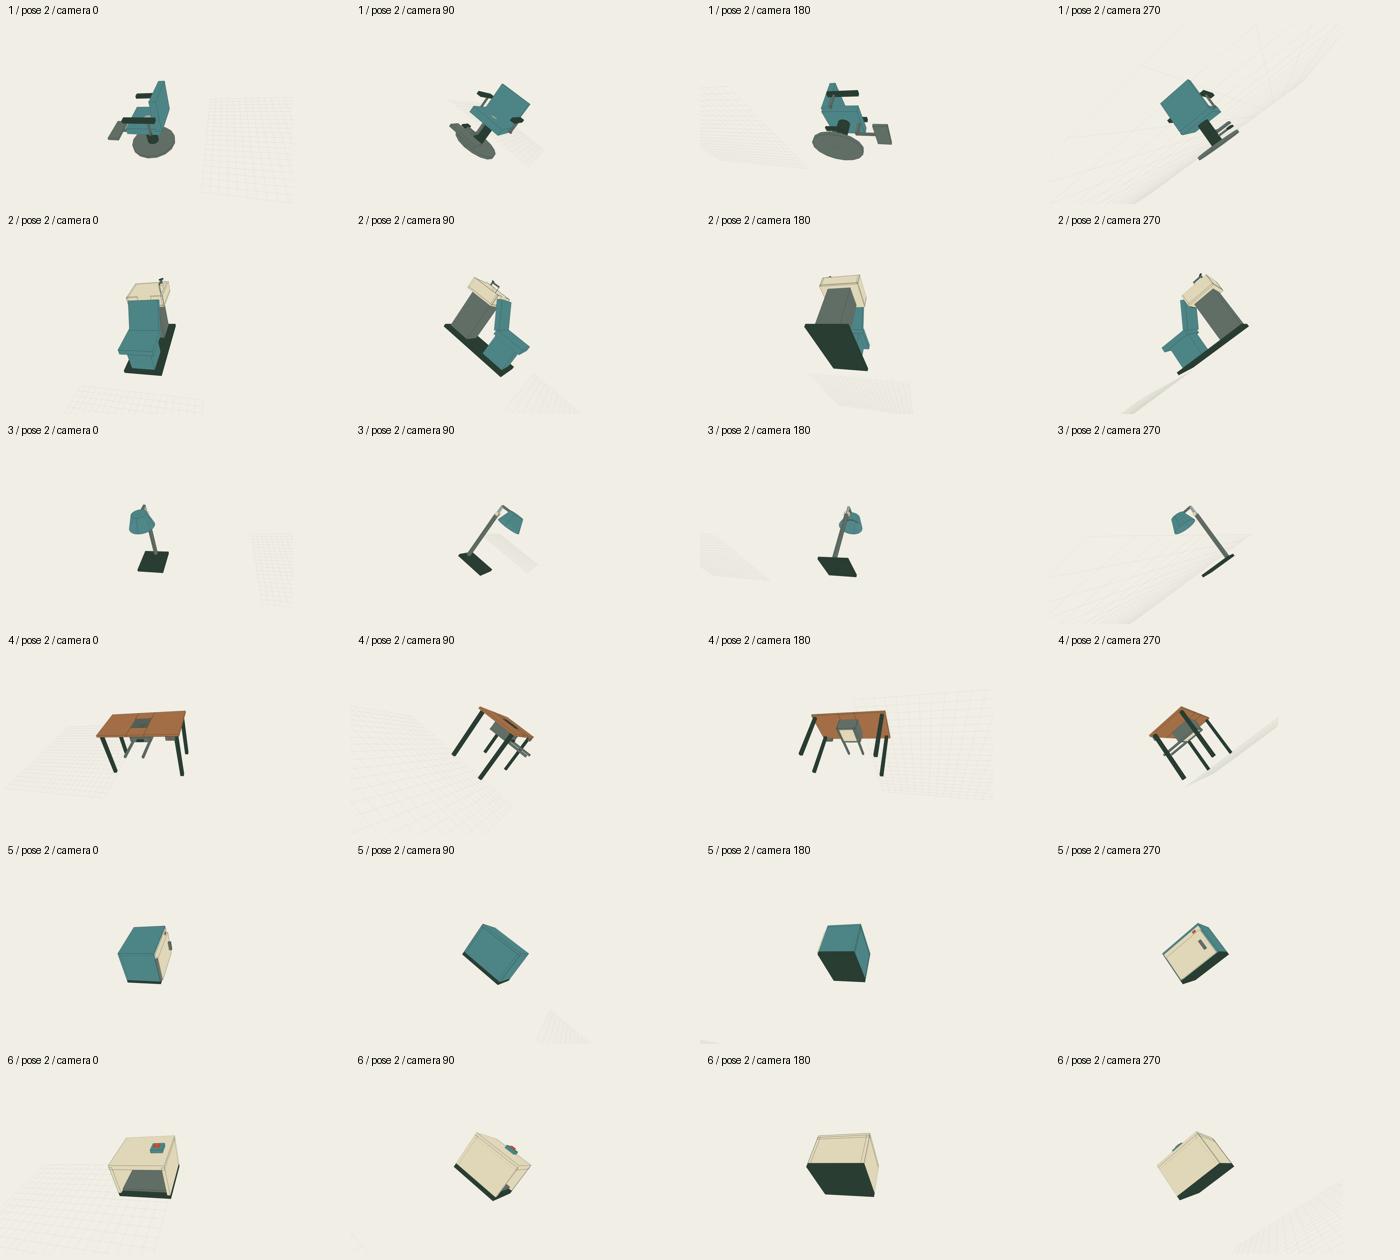 1 / pose 2 / camera 0
1 / pose 2 / camera 90
1 / pose 2 / camera 180
1 / pose 2 / camera 270
2 / pose 2 / camera 0
2 / pose 2 / camera 90
2 / pose 2 / camera 180
2 / pose 2 / camera 270
3 / pose 2 / camera 0
3 / pose 2 / camera 90
3 / pose 2 / camera 180
3 / pose 2 / camera 270
4 / pose 2 / camera 0
4 / pose 2 / camera 90
4 / pose 2 / camera 180
4 / pose 2 / camera 270
5 / pose 2 / camera 0
5 / pose 2 / camera 90
5 / pose 2 / camera 180
5 / pose 2 / camera 270
6 / pose 2 / camera 0
6 / pose 2 / camera 90
6 / pose 2 / camera 180
6 / pose 2 / camera 270